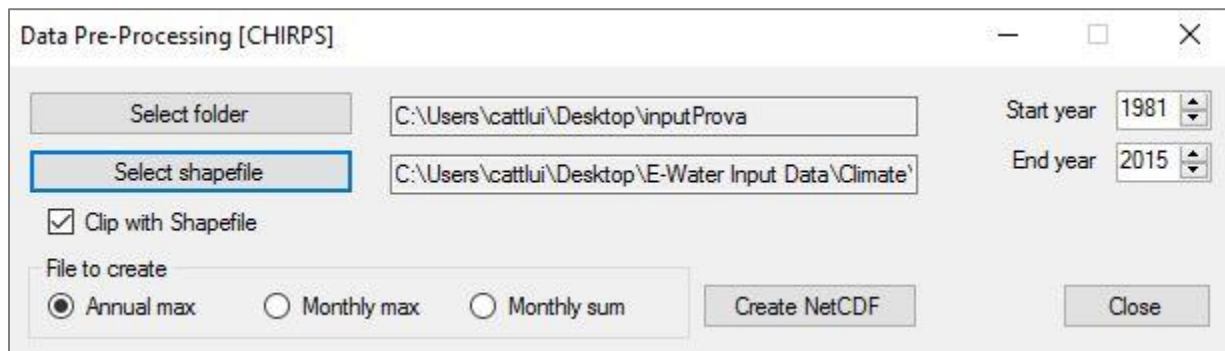 Data Pre-Processing [CHIRPS]
Select folder C:\Users\cattlui\Desktop\inputProva Start year 1981
Select shapefile C:\Users\cattlui\Desktop\E-Water Input Data\Climate\ End year 2015
Clip with Shapefile
File to create
Annual max Monthly max Monthly sum Create NetCDF Close